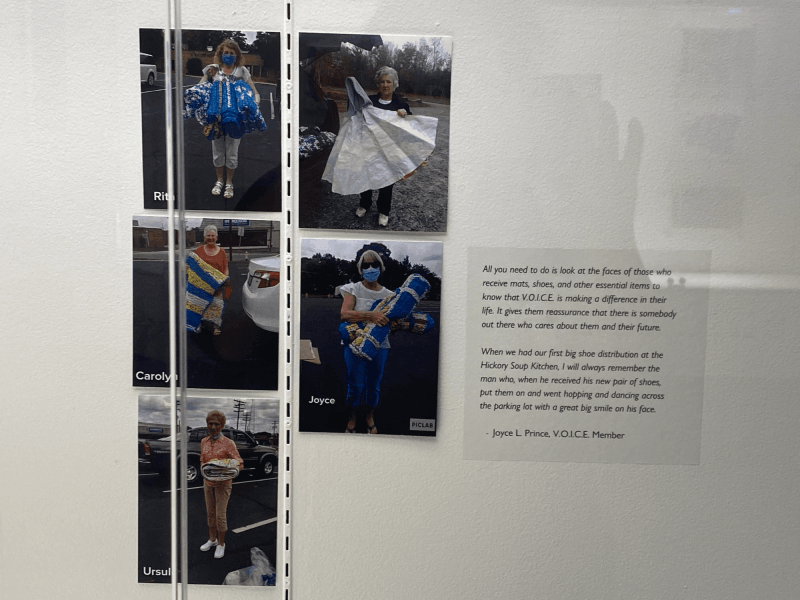 Rita
Carolyn
Ursul
Joyce
PICLAB
All you need to do is look at the faces of those who
receive mats, shoes, and other essential items to
know that V.O.I.C.E. is making a difference in their
life. It gives them reassurance that there is somebody
out there who cares about them and their future.
When we had our first big shoe distribution at the
Hickory Soup Kitchen, I will always remember the
man who, when he received his new pair of shoes,
put them on and went hopping and dancing across
the parking lot with a great big smile on his face.
- Joyce L. Prince, V.O.I.C.E. Member